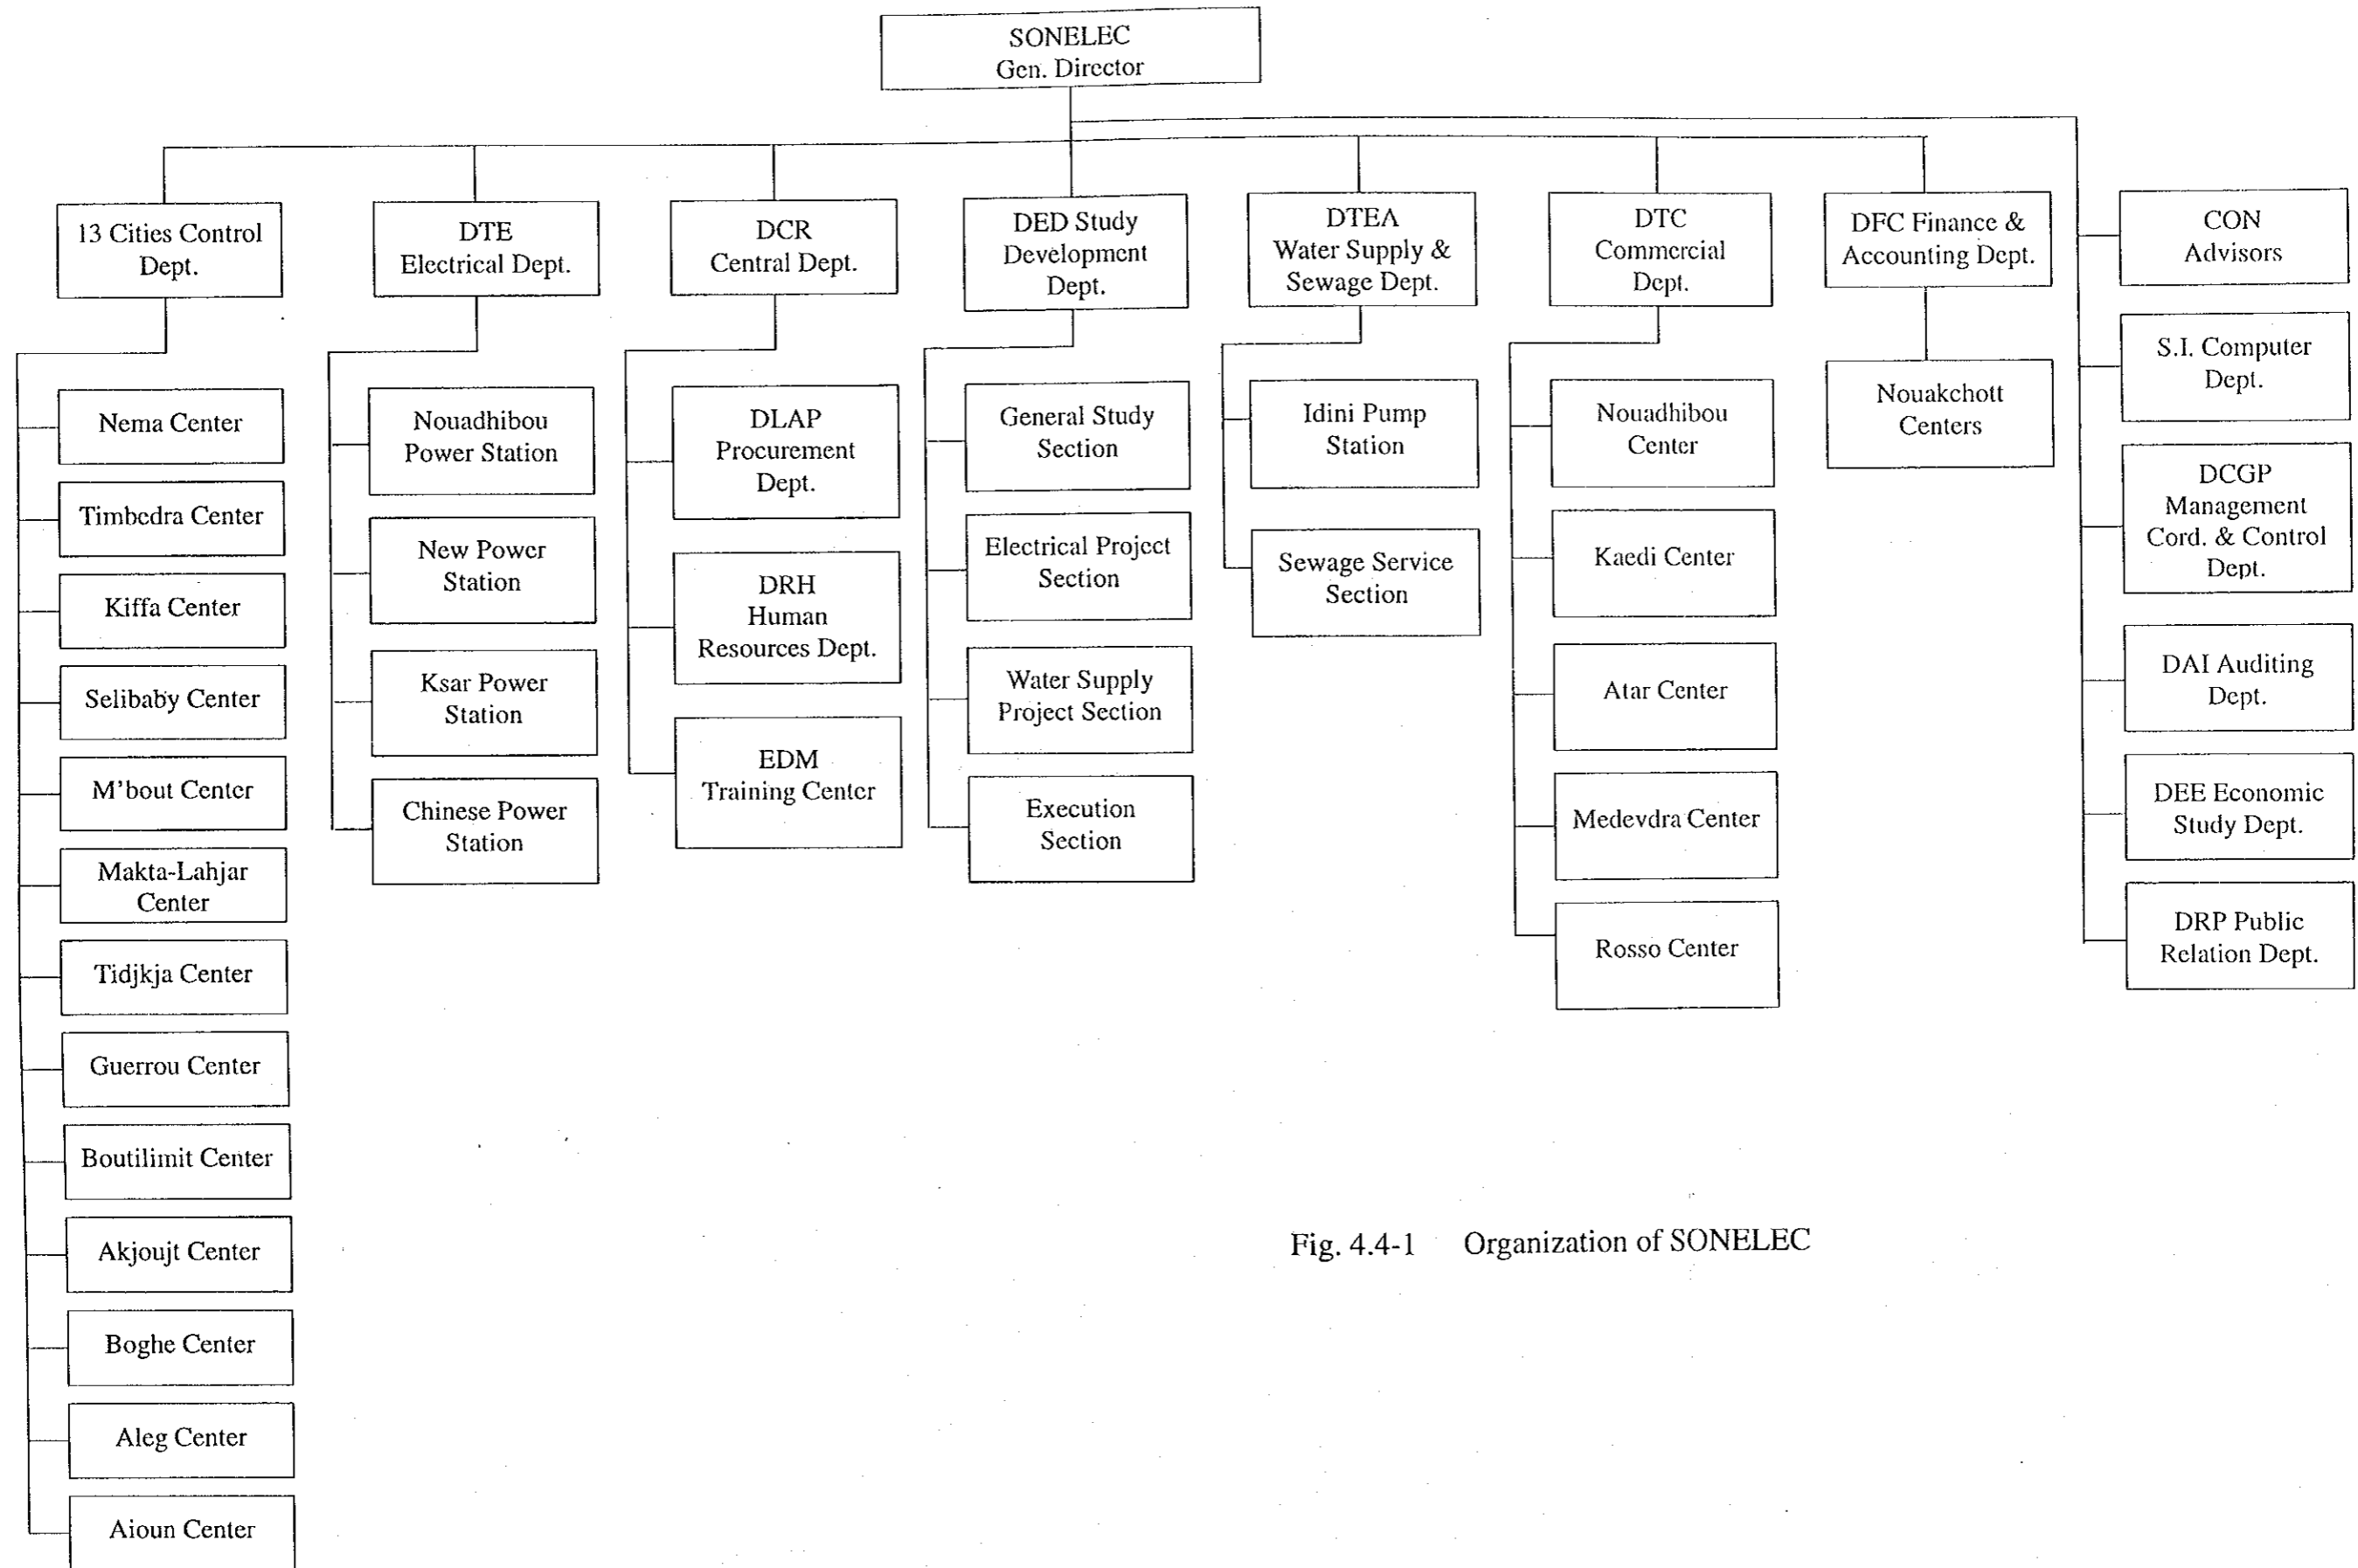 SONELEC
Gen. Director
13 Cities Control
Dept.
DTE
Electrical Dept.
DCR
Central Dept.
DED Study
Development
Dept.
DTEA
Water Supply &
Sewage Dept.
DTC
Commercial
Dept.
DFC Finance &
Accounting Dept.
CON
Advisors
Nema Center
Timbedra Center
Kiffa Center
Selibaby Center
M'bout Center
Makta-Lahjar
Center
Tidjkja Center
Guerrou Center
Boutilimit Center
Akjoujt Center
Boghe Center
Aleg Center
Aioun Center
Nouadhibou
Power Station
New Power
Station
Ksar Power
Station
Chinese Power
Station
DLAP
Procurement
Dept.
DRH
Human
Resources Dept.
EDM
Training Center
General Study
Section
Electrical Project
Section
Water Supply
Project Section
Execution
Section
Idini Pump
Station
Sewage Service
Section
Nouadhibou
Center
Kaedi Center
Atar Center
Medevdra Center
Rosso Center
Nouakchott
Centers
S.I. Computer
Dept.
DCGP
Management
Cord. & Control
Dept.
DAI Auditing
Dept.
DEE Economic
Study Dept.
DRP Public
Relation Dept.
Fig. 4.4-1 Organization of SONELEC